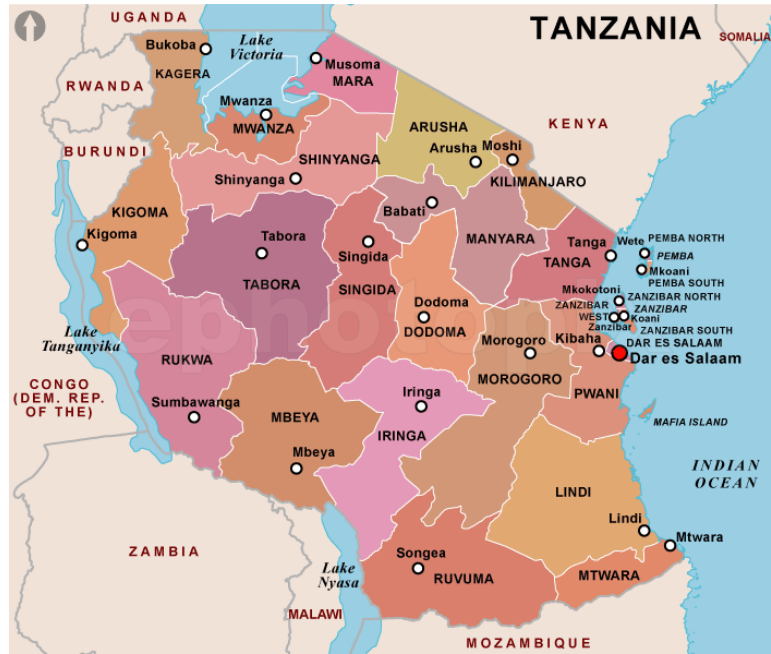 UGANDA
TANZANIA
SOMALIA
Bukoba
Lake
Victoria
KAGERA
Musoma
MARA
RWANDA
Mwanza
MWANZA
KENYA
ARUSHA
Arusha
Moshi
BURUNDI
SHINYANGA
Shinyanga
KILIMANJARO
KIGOMA
Kigoma
Babati
Tabora
TABORA
Singida
SINGIDA
MANYARA
Tanga
TANGA
Wete
PEMBA NORTH
PEMBA
Mkoani
PEMBA SOUTH
Mkokotoni
ZANZIBAR NORTH
ZANZIBAR
WEST
ZANZIBAR
Koani
Zanzibar
ZANZIBAR SOUTH
Dodoma
DODOMA
DAR ES SALAAM
Dar es Salaam
Kibaha
Morogoro
MOROGORO
PWANI
Lake
Tanganyika
RUKWA
CONGO
(DEM. REP.
OF THE)
Sumbawanga
MBEYA
Mbeya
Iringa
IRINGA
MAFIA ISLAND
INDIAN
OCEAN
LINDI
Lindi
Mtwara
MTWARA
ZAMBIA
Lake
Nyasa
Songea
RUVUMA
MALAWI
MOZAMBIQUE